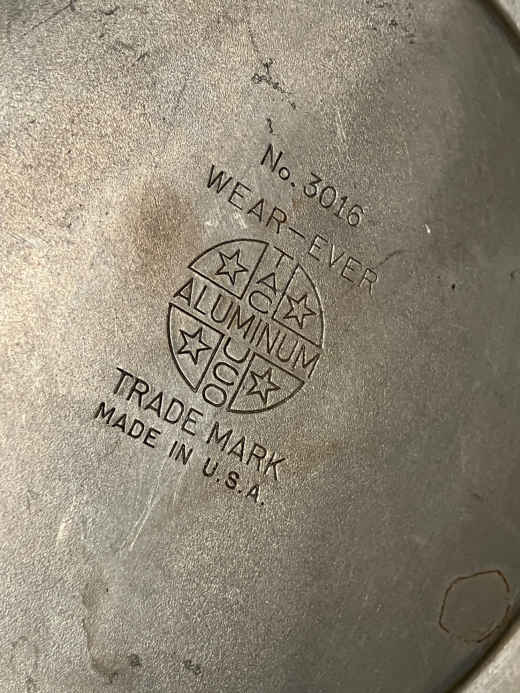 No. 3016
WEAR-EVER
TAC
ALUMINUM
UCO
TRADE MARK
MADE IN U.S.A.